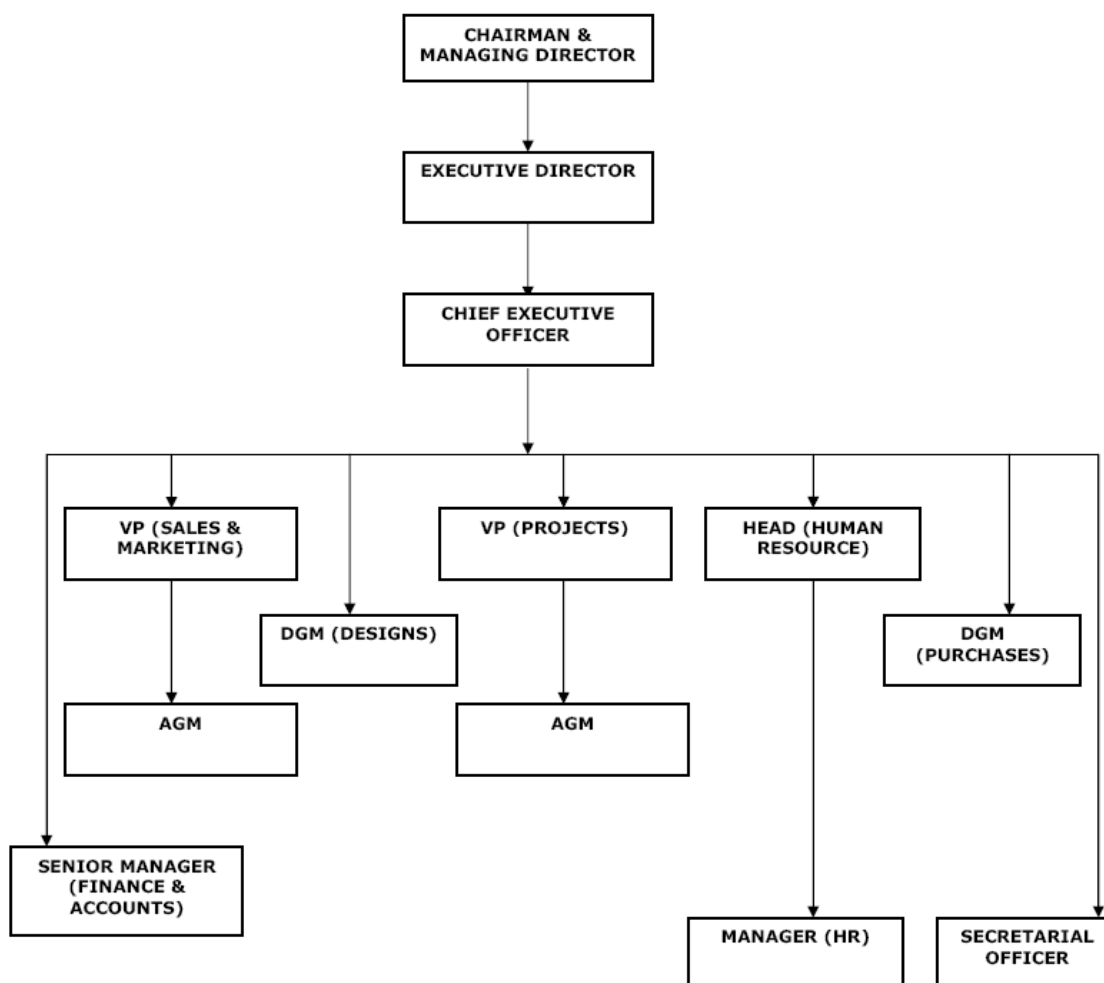 CHAIRMAN &
MANAGING DIRECTOR
EXECUTIVE DIRECTOR
CHIEF EXECUTIVE
OFFICER
VP (SALES &
MARKETING)
VP (PROJECTS)
HEAD (HUMAN
RESOURCE)
DGM (DESIGNS)
DGM
(PURCHASES)
AGM
AGM
SENIOR MANAGER
(FINANCE &
ACCOUNTS)
MANAGER (HR)
SECRETARIAL
OFFICER